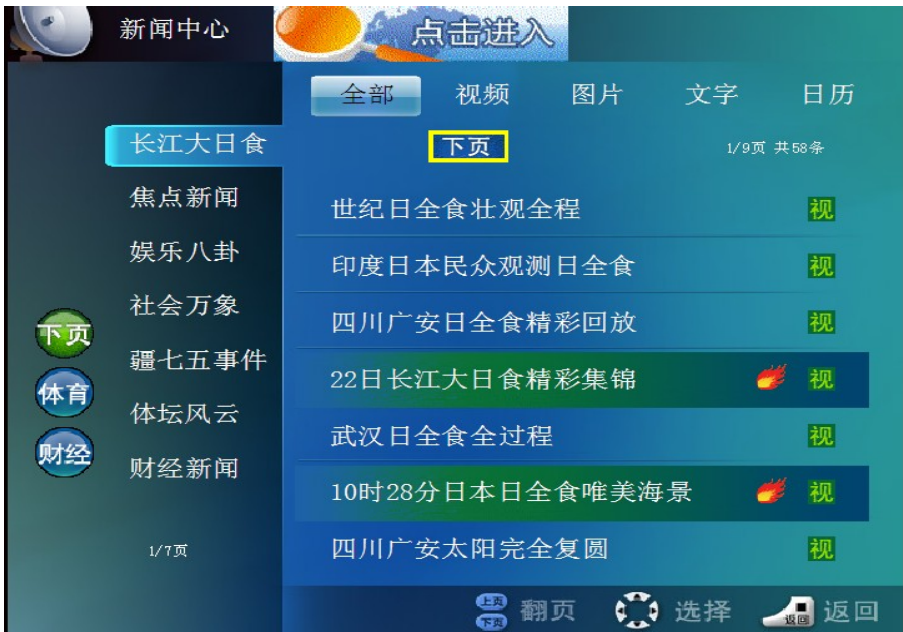 新闻中心
点击进入
全部 视频 图片 文字 日历
下页 1/9页 共58条
长江大日食
焦点新闻
娱乐八卦
社会万象
疆七五事件
体坛风云
财经新闻
1/7页
下页
体育
财经
世纪日全食壮观全程 视
印度日本民众观测日全食 视
四川广安日全食精彩回放 视
22日长江大日食精彩集锦 视
武汉日全食全过程 视
10时28分日本日全食唯美海景 视
四川广安太阳完全复圆 视
上页
下页
翻页 选择 返回 返回